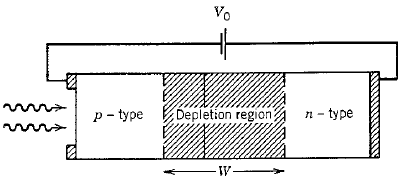 V₀
p – type
Depletion region
n – type
W